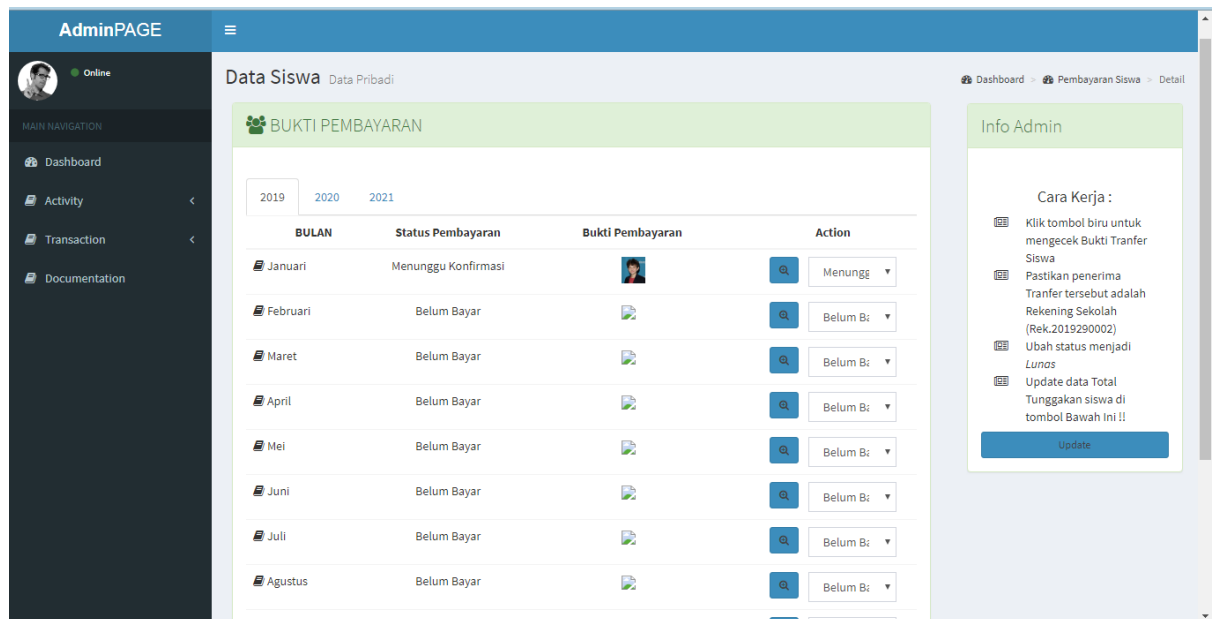 AdminPAGE
Online
MAIN NAVIGATION
Dashboard
Activity
Transaction
Documentation
Data Siswa Data Pribadi
Dashboard > Pembayaran Siswa > Detail
BUKTI PEMBAYARAN
2019 2020 2021
BULAN Status Pembayaran Bukti Pembayaran Action
Januari Menunggu Konfirmasi Menungg
Februari Belum Bayar Belum Ba
Maret Belum Bayar Belum Ba
April Belum Bayar Belum Ba
Mei Belum Bayar Belum Ba
Juni Belum Bayar Belum Ba
Juli Belum Bayar Belum Ba
Agustus Belum Bayar Belum Ba
Info Admin
Cara Kerja :
Klik tombol biru untuk
mengecek Bukti Tranfer
Siswa
Pastikan penerima
Tranfer tersebut adalah
Rekening Sekolah
(Rek.2019290002)
Ubah status menjadi
Lunas
Update data Total
Tunggakan siswa di
tombol Bawah Ini !!
Update